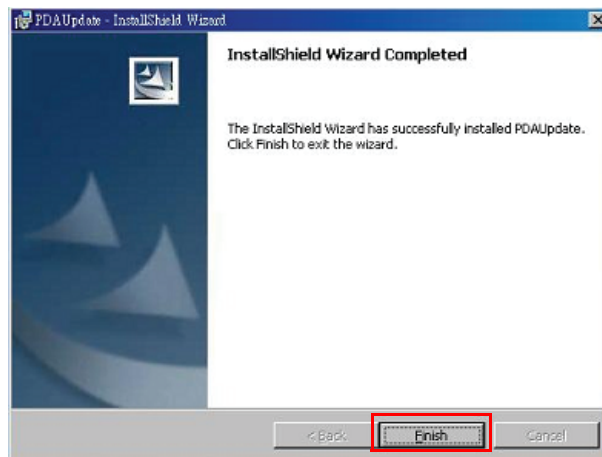 PDAUpdate - InstallShield Wizard
InstallShield Wizard Completed
The InstallShield Wizard has successfully installed PDAUpdate.
Click Finish to exit the wizard.
< Back Finish Cancel